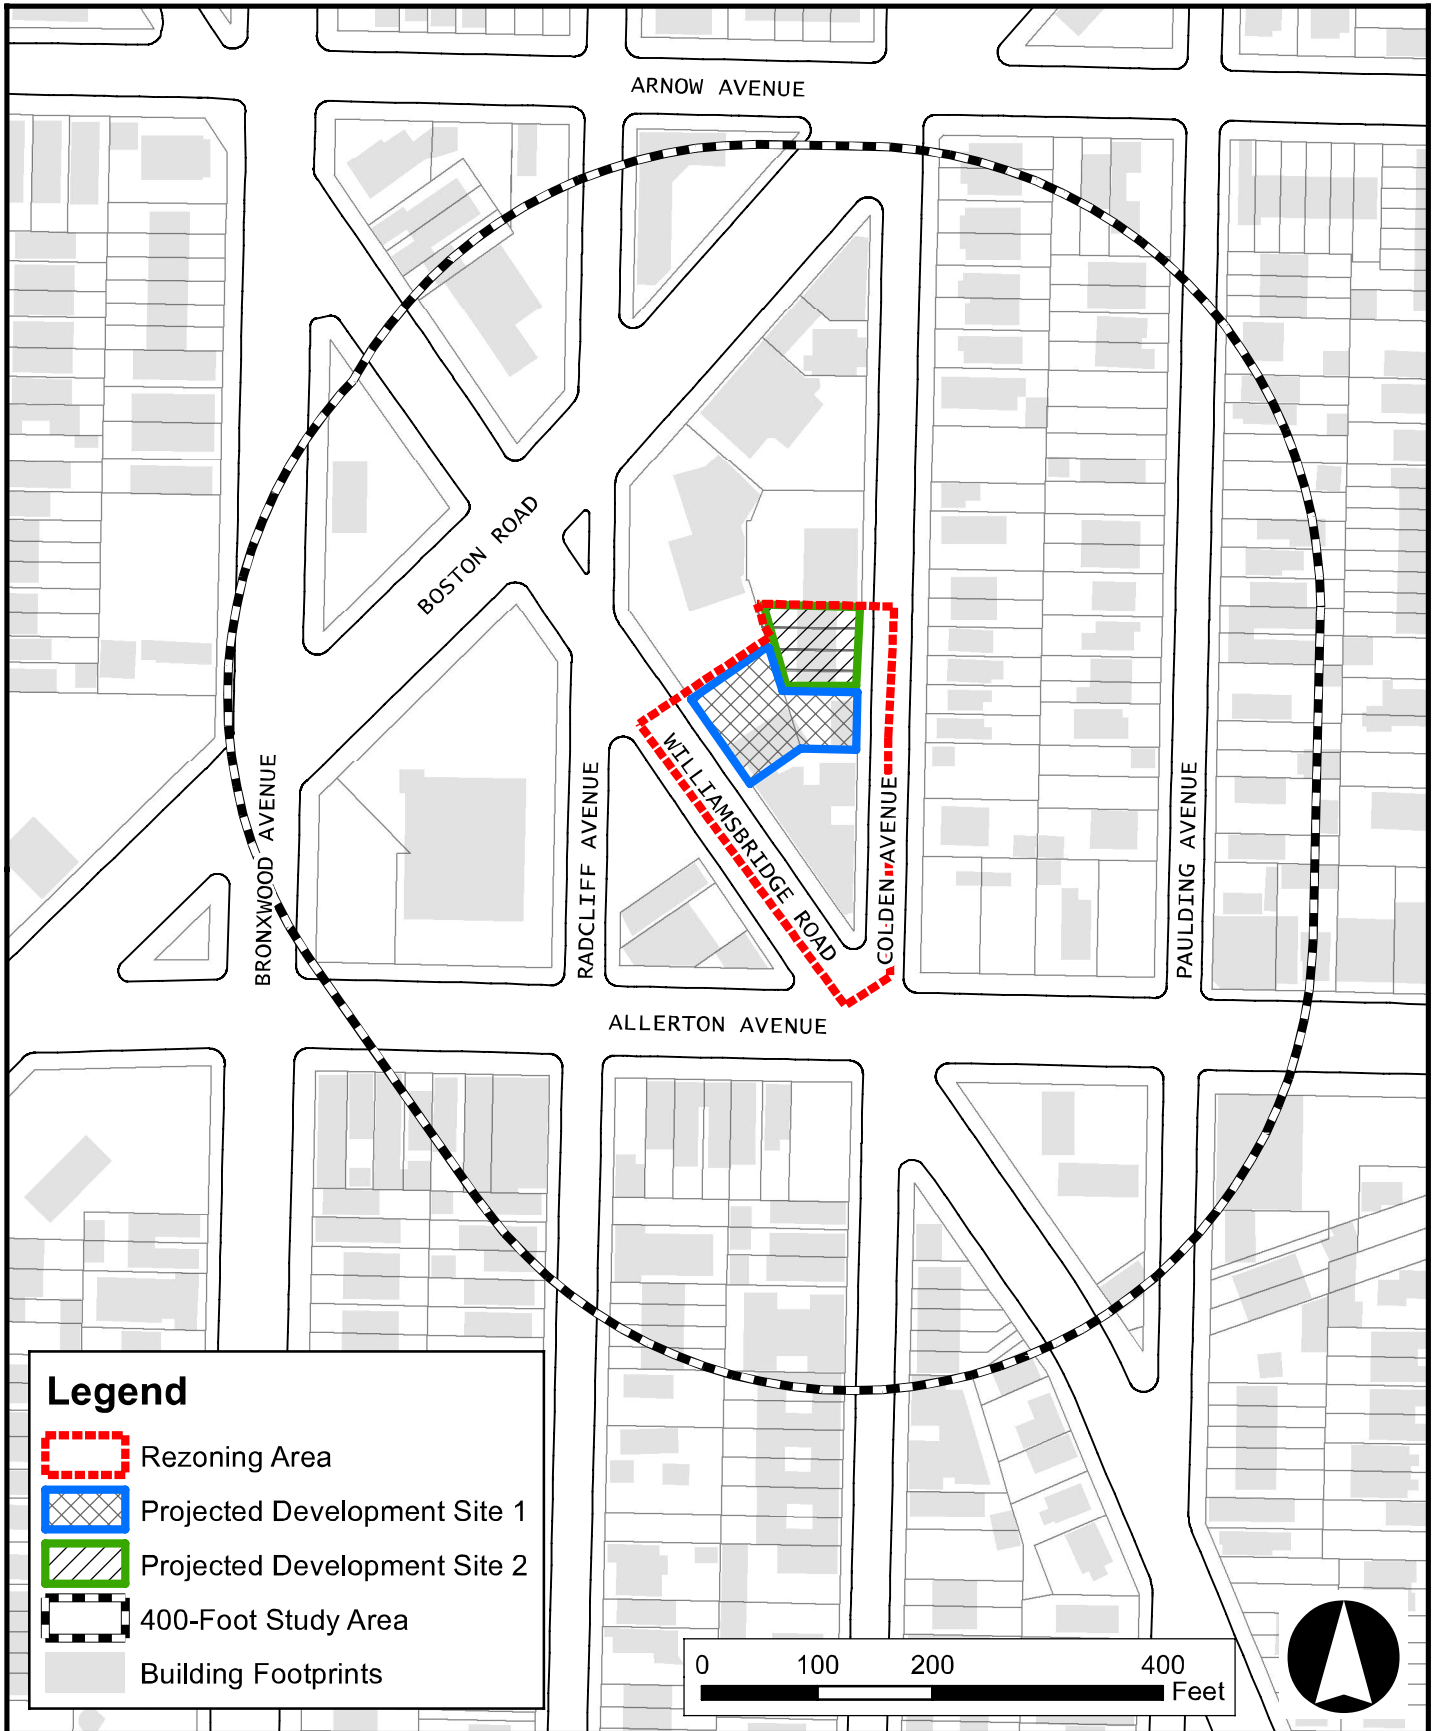 ARNOW AVENUE
BOSTON ROAD
WILLIAMSBRIDGE ROAD
BRONXWOOD AVENUE
RADCLIFF AVENUE
COLDEN AVENUE
PAULDING AVENUE
ALLERTON AVENUE
Legend
Rezoning Area
Projected Development Site 1
Projected Development Site 2
400-Foot Study Area
Building Footprints
0 100 200 400
Feet